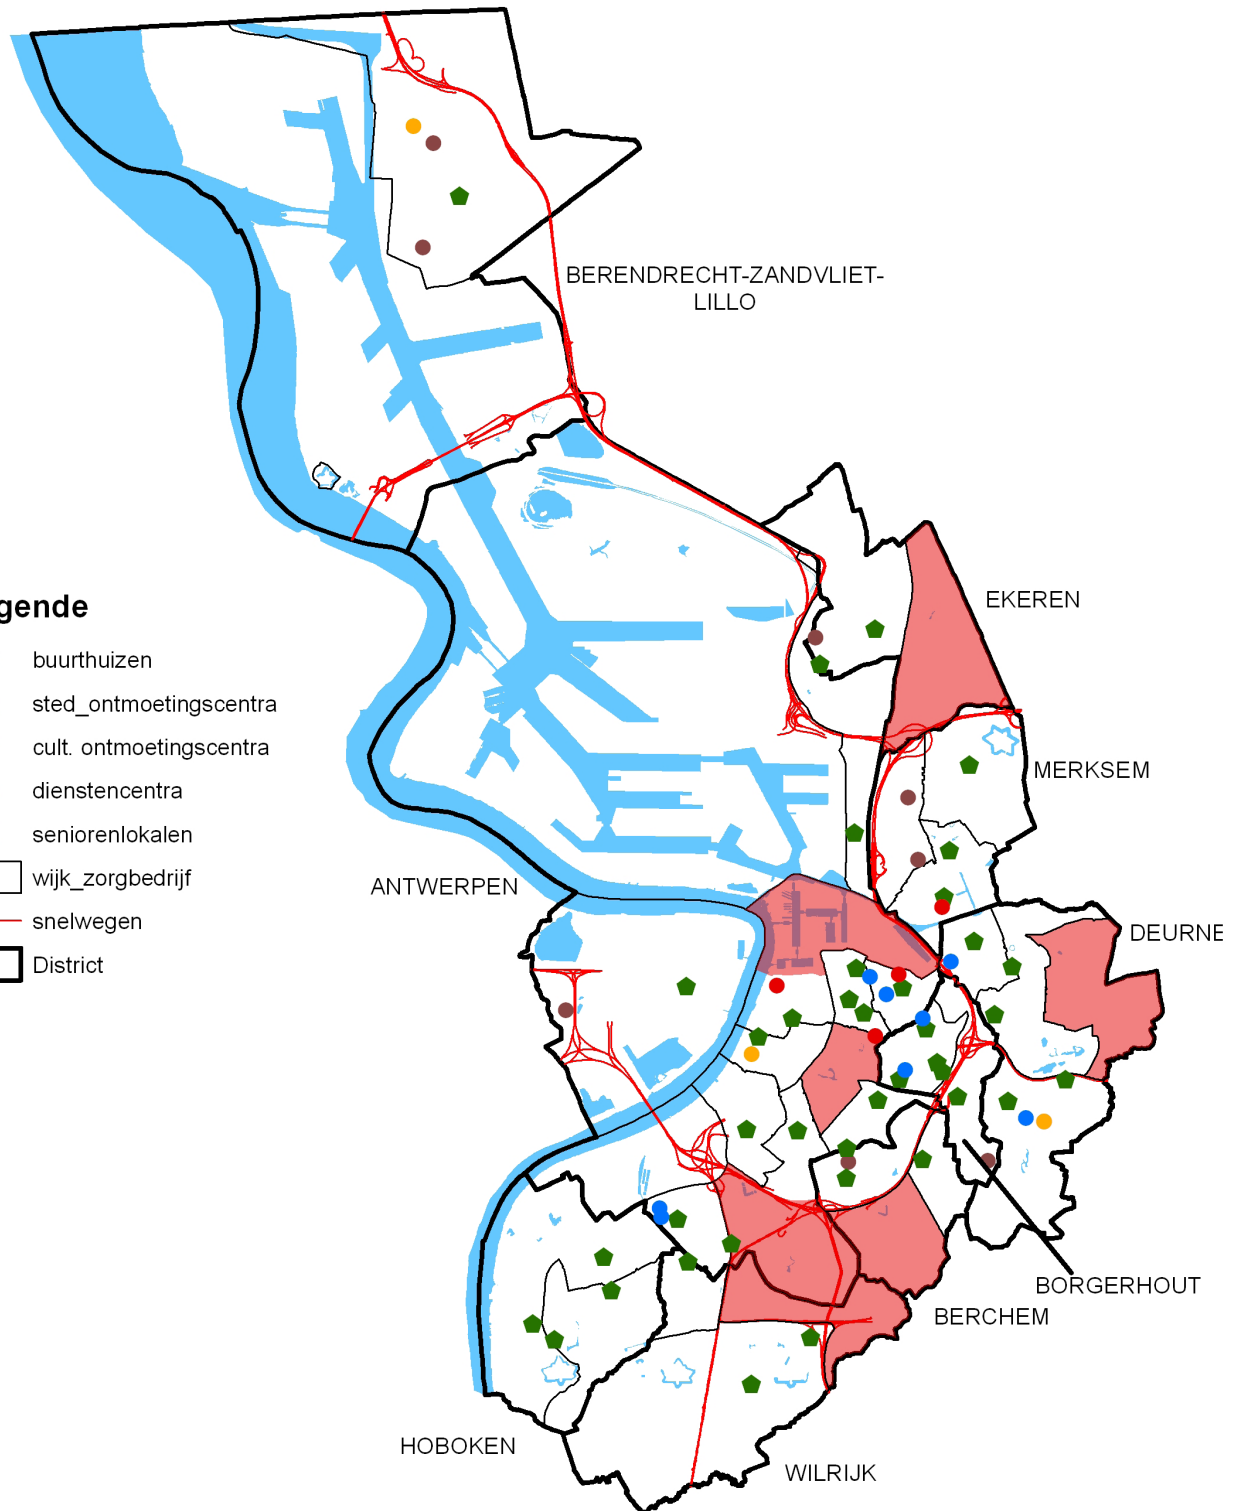 BERENDRECHT-ZANDVLIET-
LILLO
EKEREN
gende
buurthuizen
sted_ontmoetingscentra
cult. ontmoetingscentra
dienstencentra
seniorenlokalen
wijk_zorgbedrijf
snelwegen
District
MERKSEM
ANTWERPEN
DEURNE
BORGERHOUT
BERCHEM
HOBOKEN
WILRIJK